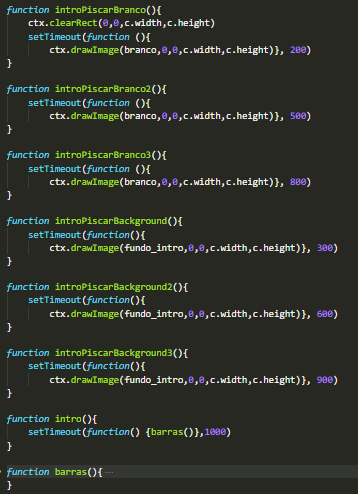 function introPiscarBranco(){
    ctx.clearRect(0,0,c.width,c.height)
    setTimeout(function (){
        ctx.drawImage(branco,0,0,c.width,c.height)}, 200)
}

function introPiscarBranco2(){
    setTimeout(function (){
        ctx.drawImage(branco,0,0,c.width,c.height)}, 500)
}

function introPiscarBranco3(){
    setTimeout(function (){
        ctx.drawImage(branco,0,0,c.width,c.height)}, 800)
}

function introPiscarBackground(){
    setTimeout(function(){
        ctx.drawImage(fundo_intro,0,0,c.width,c.height)}, 300)
}

function introPiscarBackground2(){
    setTimeout(function(){
        ctx.drawImage(fundo_intro,0,0,c.width,c.height)}, 600)
}

function introPiscarBackground3(){
    setTimeout(function(){
        ctx.drawImage(fundo_intro,0,0,c.width,c.height)}, 900)
}

function intro(){
    setTimeout(function() {barras()},1000)
}

function barras(){ ···
}